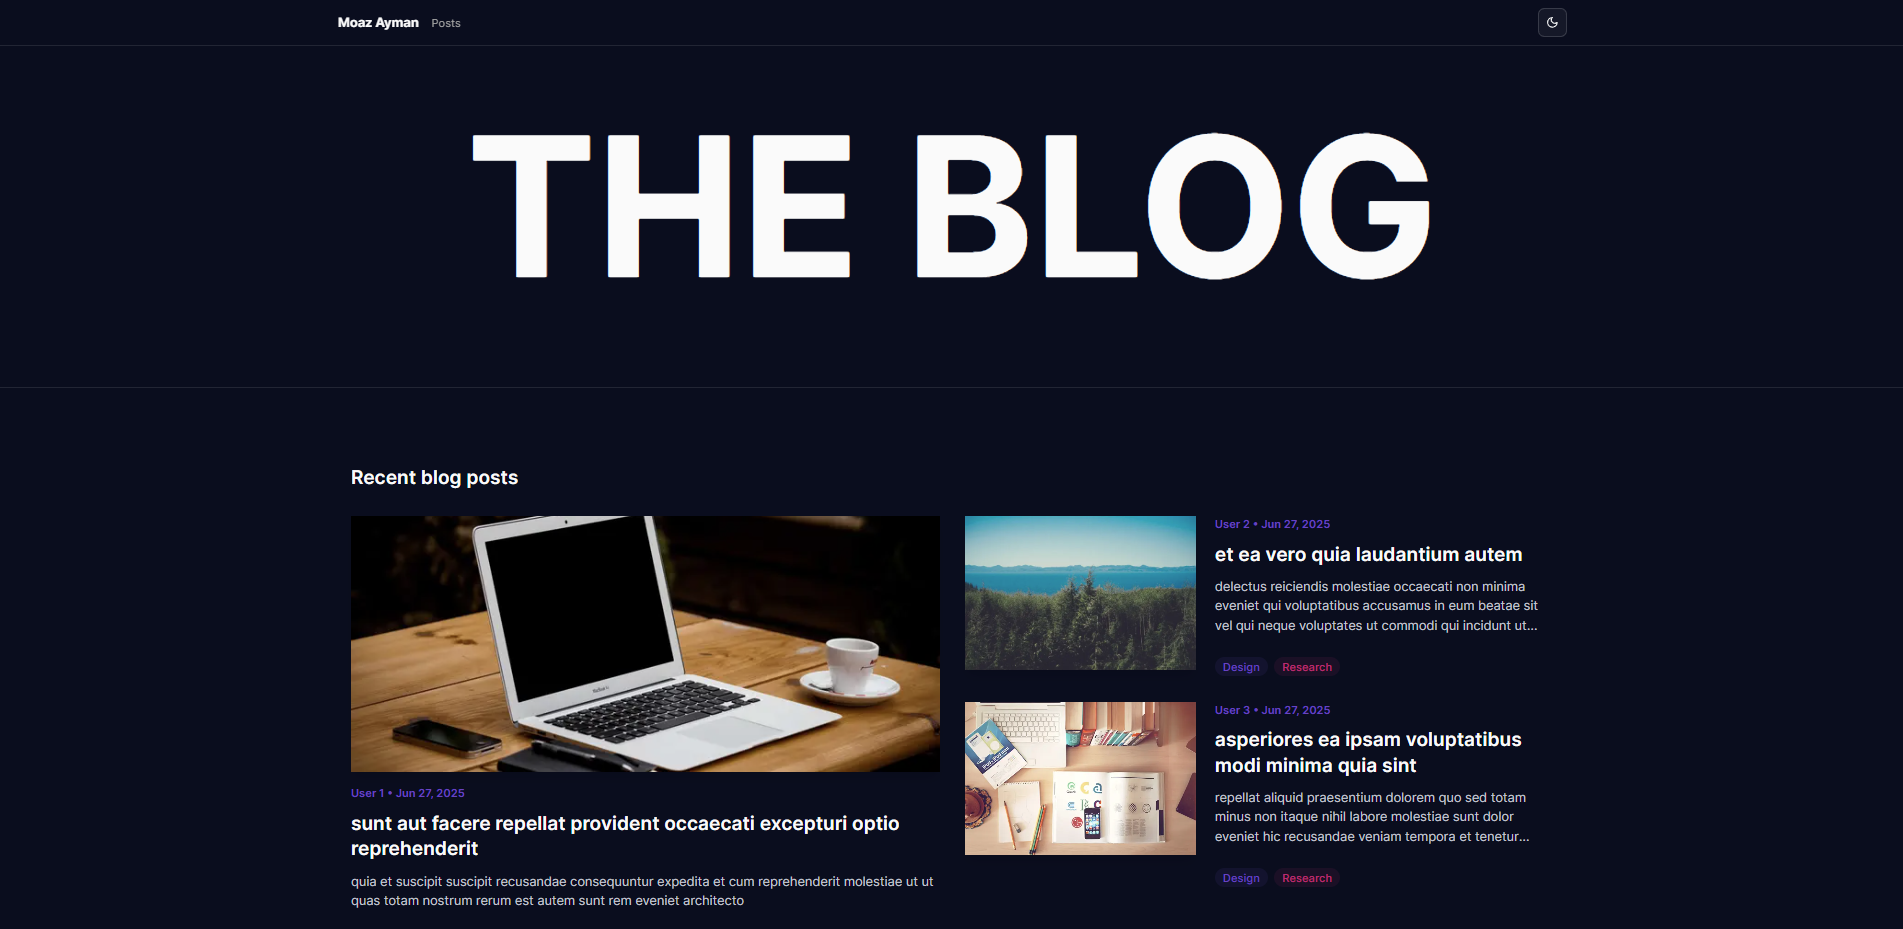 Moaz Ayman Posts
THE BLOG
Recent blog posts
User 1 • Jun 27, 2025
sunt aut facere repellat provident occaecati excepturi optio
reprehenderit
quia et suscipit suscipit recusandae consequuntur expedita et cum reprehenderit molestiae ut ut
quas totam nostrum rerum est autem sunt rem eveniet architecto
User 2 • Jun 27, 2025
et ea vero quia laudantium autem
delectus reiciendis molestiae occaecati non minima
eveniet qui voluptatibus accusamus in eum beatae sit
vel qui neque voluptates ut commodi qui incidunt ut...
Design Research
User 3 • Jun 27, 2025
asperiores ea ipsam voluptatibus
modi minima quia sint
repellat aliquid praesentium dolorem quo sed totam
minus non itaque nihil labore molestiae sunt dolor
eveniet hic recusandae veniam tempora et tenetur...
Design Research